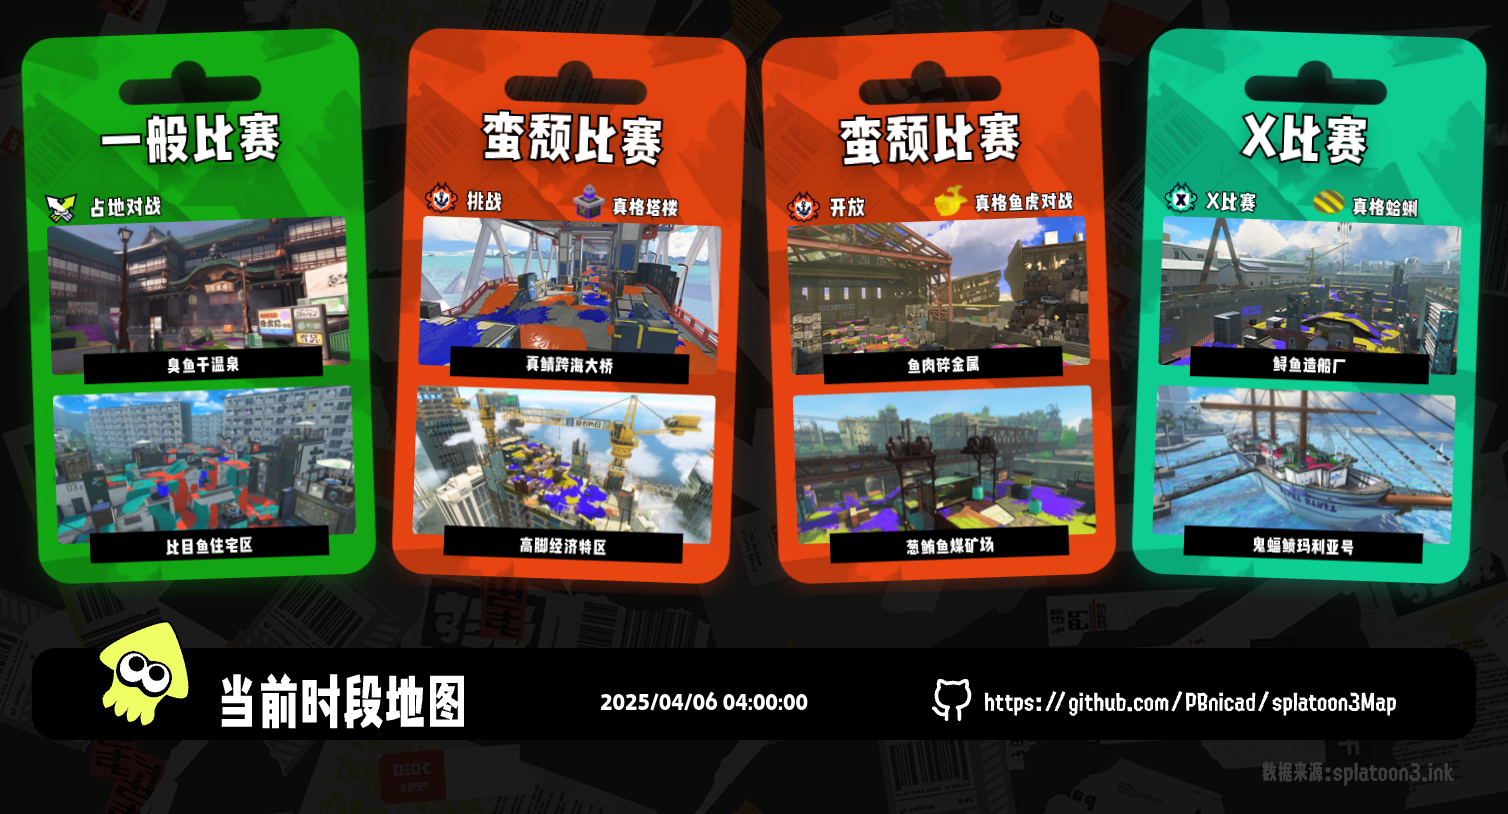 一般比赛
占地对战
臭鱼干温泉
比目鱼住宅区
蛮颓比赛
挑战
真格塔楼
真鲭跨海大桥
高脚经济特区
蛮颓比赛
开放
真格鱼虎对战
鱼肉碎金属
葱鲔鱼煤矿场
X比赛
X比赛
真格蛤蜊
鲟鱼造船厂
鬼蝠鲼玛利亚号
当前时段地图
2025/04/06 04:00:00
https://github.com/PBnicad/splatoon3Map
数据来源:splatoon3.ink